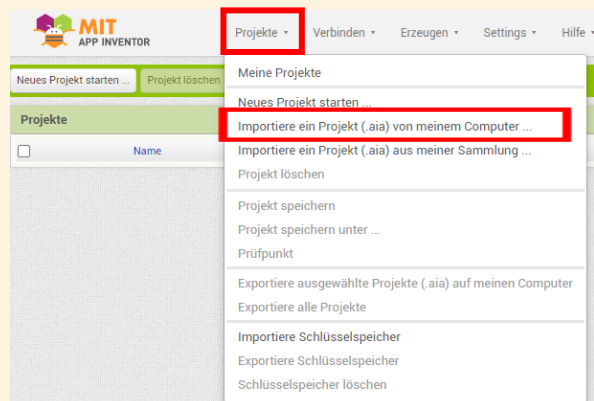 MIT
APP INVENTOR
Projekte Verbinden Erzeugen Settings Hilfe
Neues Projekt starten ... Projekt löschen
Projekte
Name
Meine Projekte
Neues Projekt starten ...
Importiere ein Projekt (.aia) von meinem Computer ...
Importiere ein Projekt (.aia) aus meiner Sammlung ...
Projekt löschen
Projekt speichern
Projekt speichern unter ...
Prüfpunkt
Exportiere ausgewählte Projekte (.aia) auf meinen Computer
Exportiere alle Projekte
Importiere Schlüsselspeicher
Exportiere Schlüsselspeicher
Schlüsselspeicher löschen